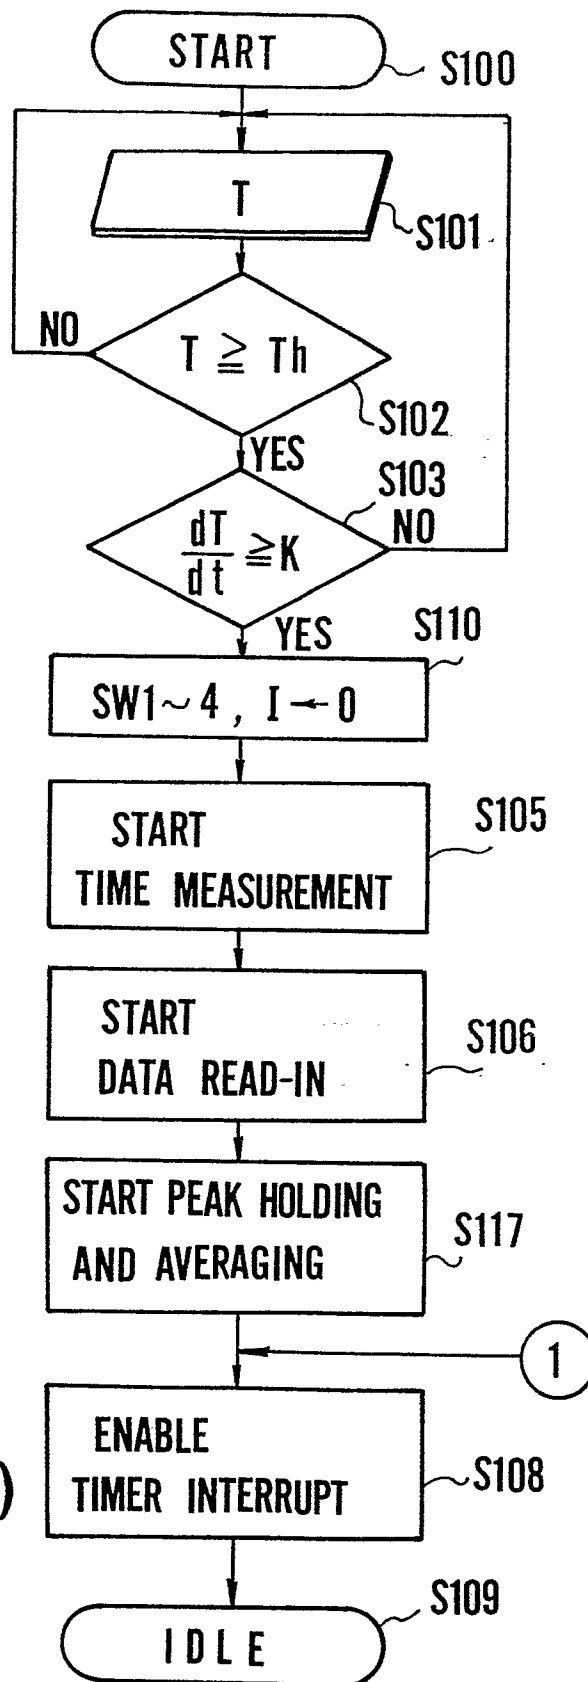 START
S100
T
S101
NO
T ≧ Th
S102
YES
S103
dT
dt
≧K
NO
YES
S110
SW1~4, I←0
START
S105
TIME MEASUREMENT
START
S106
DATA READ-IN
START PEAK HOLDING
S117
AND AVERAGING
1
ENABLE
)
TIMER INTERRUPT
S108
S109
IDLE